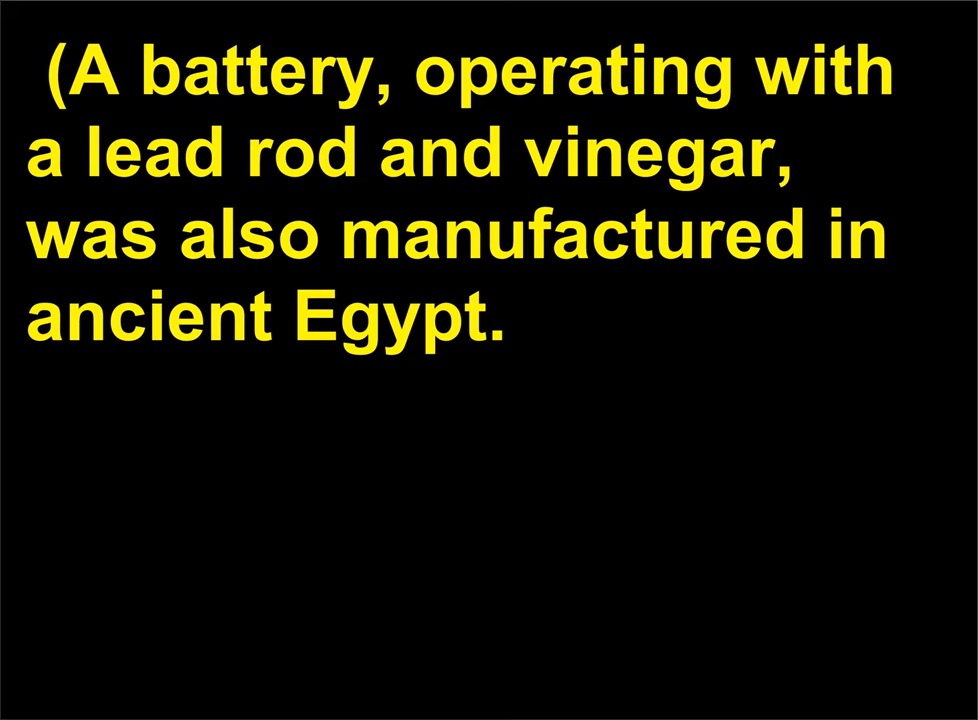 (A battery, operating with
a lead rod and vinegar,
was also manufactured in
ancient Egypt.